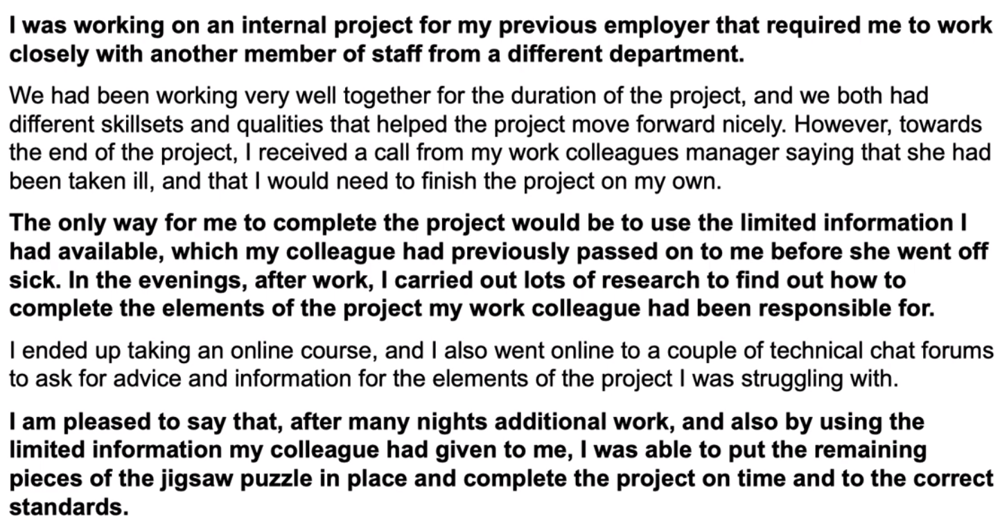 I was working on an internal project for my previous employer that required me to work
closely with another member of staff from a different department.
We had been working very well together for the duration of the project, and we both had
different skillsets and qualities that helped the project move forward nicely. However, towards
the end of the project, I received a call from my work colleagues manager saying that she had
been taken ill, and that I would need to finish the project on my own.
The only way for me to complete the project would be to use the limited information I
had available, which my colleague had previously passed on to me before she went off
sick. In the evenings, after work, I carried out lots of research to find out how to
complete the elements of the project my work colleague had been responsible for.
I ended up taking an online course, and I also went online to a couple of technical chat forums
to ask for advice and information for the elements of the project I was struggling with.
I am pleased to say that, after many nights additional work, and also by using the
limited information my colleague had given to me, I was able to put the remaining
pieces of the jigsaw puzzle in place and complete the project on time and to the correct
standards.